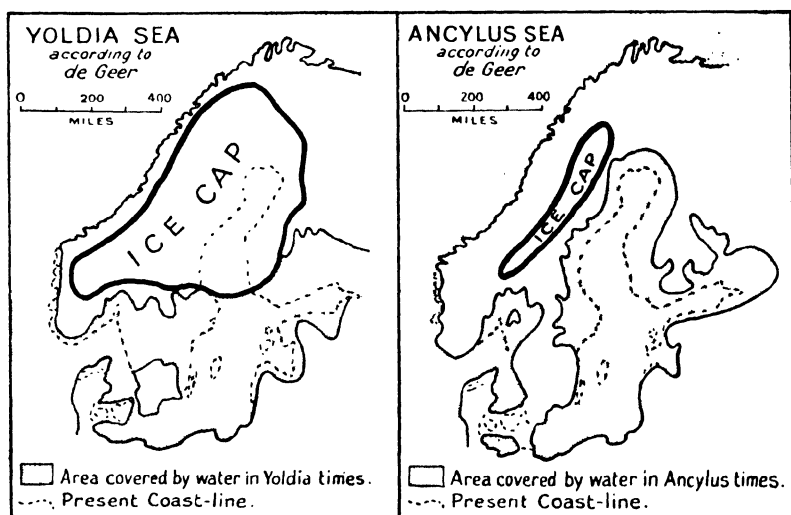 YOLDIA SEA
according to
de Geer
0 200 400
MILES
ICE CAP
Area covered by water in Yoldia times.
Present Coast-line.
ANCYLUS SEA
according to
de Geer
0 200 400
MILES
ICE CAP
Area covered by water in Ancylus times.
Present Coast-line.